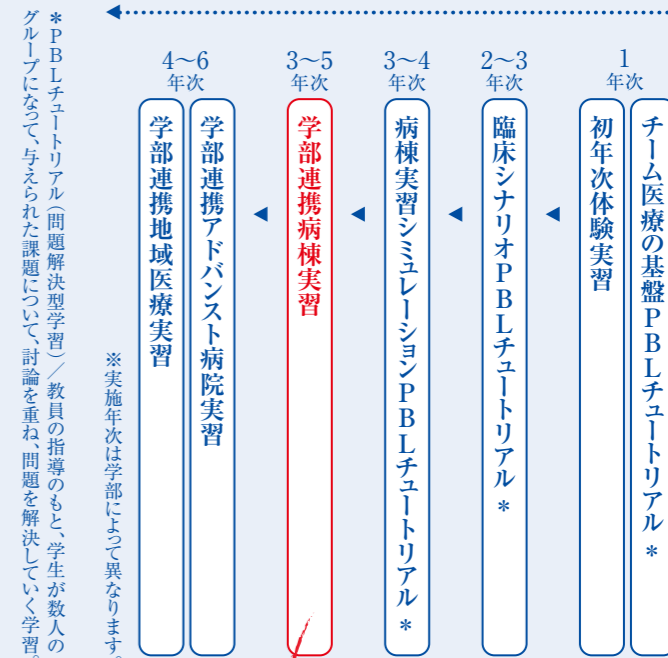 1
年次
チーム医療の基盤PBLチュートリアル＊
初年次体験実習
2〜3
年次
臨床シナリオPBLチュートリアル＊
3〜4
年次
病棟実習シミュレーションPBLチュートリアル＊
3〜5
年次
学部連携病棟実習
4〜6
年次
学部連携アドバンスト病院実習
学部連携地域医療実習
※実施年次は学部によって異なります。
＊PBLチュートリアル（問題解決型学習）／教員の指導のもと、学生が数人の
グループになって、与えられた課題について、討論を重ね、問題を解決していく学習。